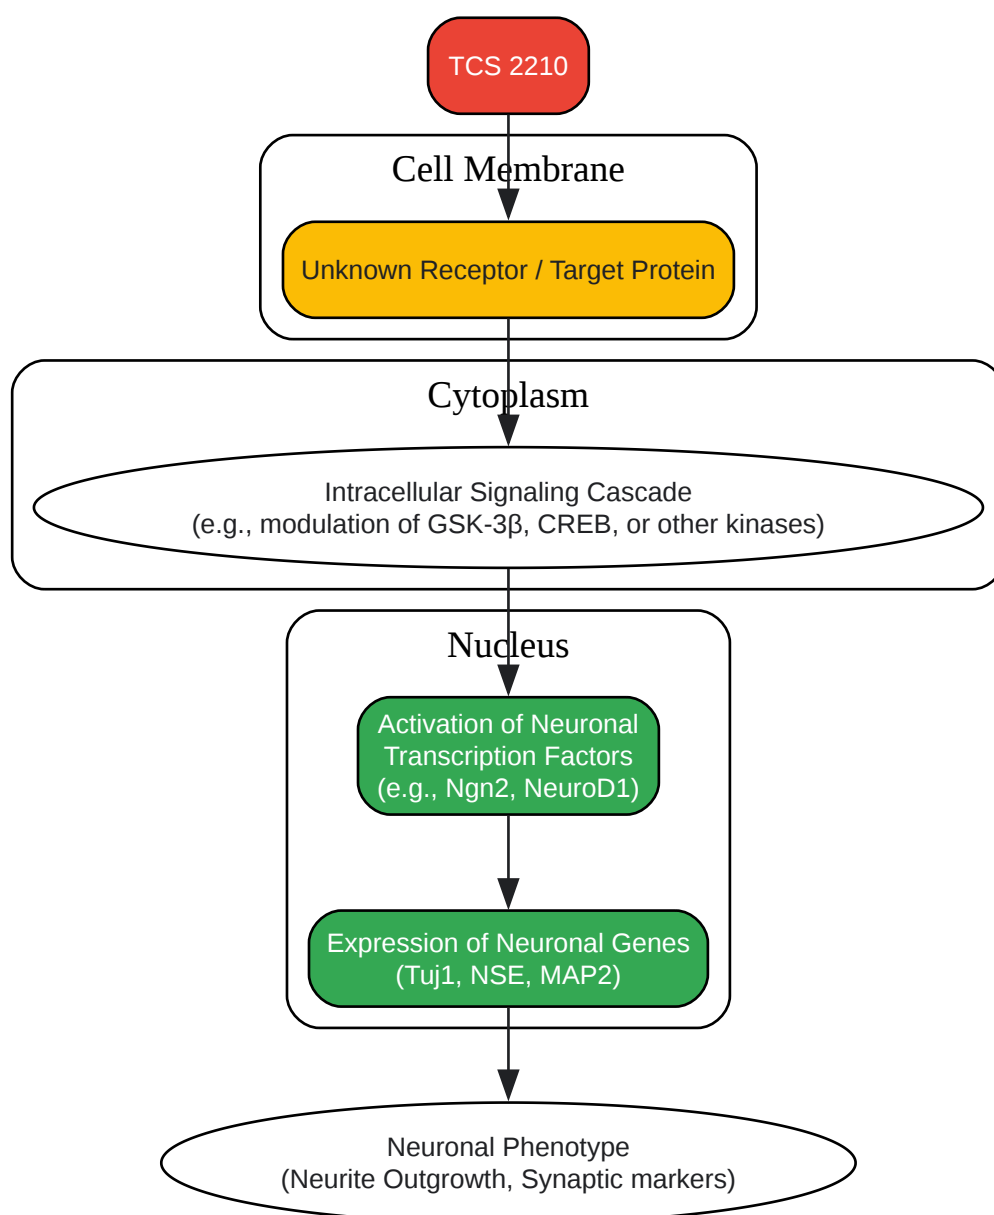 TCS 2210
Cell Membrane
Unknown Receptor / Target Protein
Cytoplasm
Intracellular Signaling Cascade
(e.g., modulation of GSK-3β, CREB, or other kinases)
Nucleus
Activation of Neuronal
Transcription Factors
(e.g., Ngn2, NeuroD1)
Expression of Neuronal Genes
(Tuj1, NSE, MAP2)
Neuronal Phenotype
(Neurite Outgrowth, Synaptic markers)